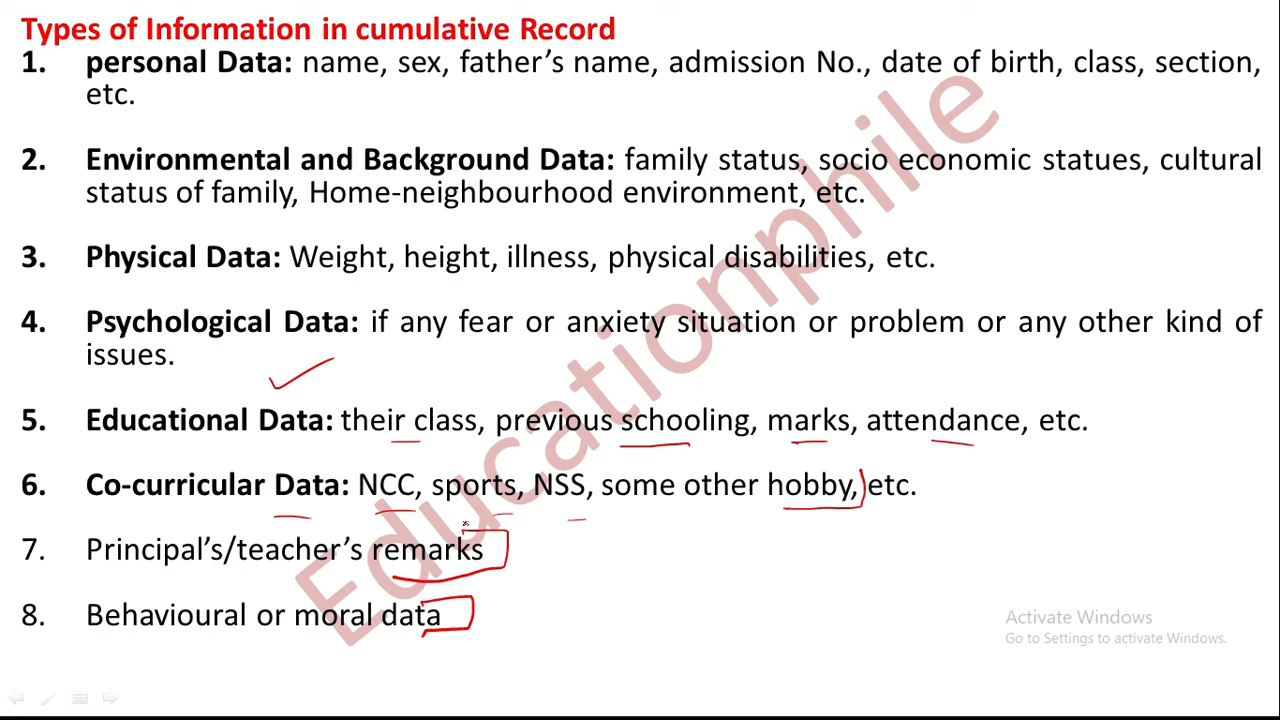 Types of Information in cumulative Record
1. personal Data: name, sex, father’s name, admission No., date of birth, class, section,
etc.
2. Environmental and Background Data: family status, socio economic statues, cultural
status of family, Home-neighbourhood environment, etc.
3. Physical Data: Weight, height, illness, physical disabilities, etc.
4. Psychological Data: if any fear or anxiety situation or problem or any other kind of
issues.
5. Educational Data: their class, previous schooling, marks, attendance, etc.
6. Co-curricular Data: NCC, sports, NSS, some other hobby, etc.
7. Principal’s/teacher’s remarks
8. Behavioural or moral data
Educationphile
Activate Windows
Go to Settings to activate Windows.